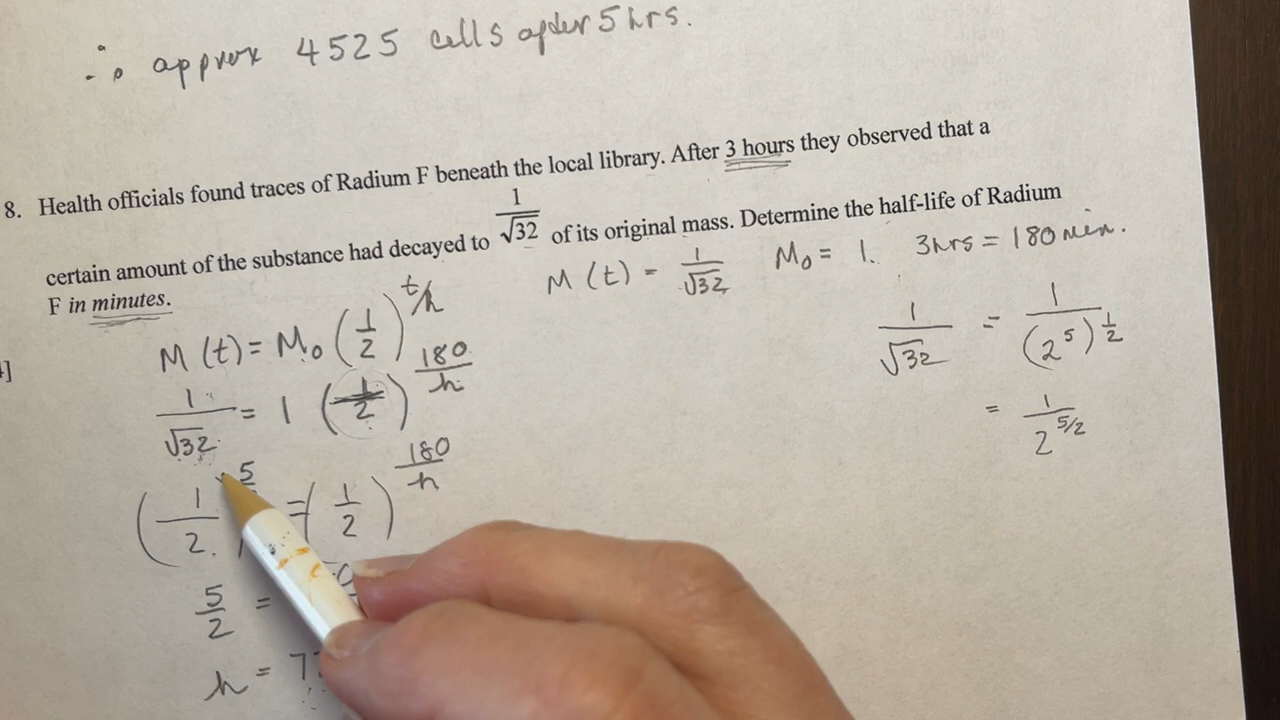 ∴ approx 4525 cells after 5 hrs.
8. Health officials found traces of Radium F beneath the local library. After 3 hours they observed that a
certain amount of the substance had decayed to 1/√32 of its original mass. Determine the half-life of Radium
F in minutes.
M(t) = 1/√32 M₀ = 1. 3hrs = 180 min.
M(t) = M₀ (1/2)^(t/h)
1/√32 = 1 (1/2)^(180/h)
(1/2.) 5 = (1/2)^(180/h)
5/2 =
h = 7
1/√32 = 1/(2^5)^(1/2)
= 1/2^(5/2)